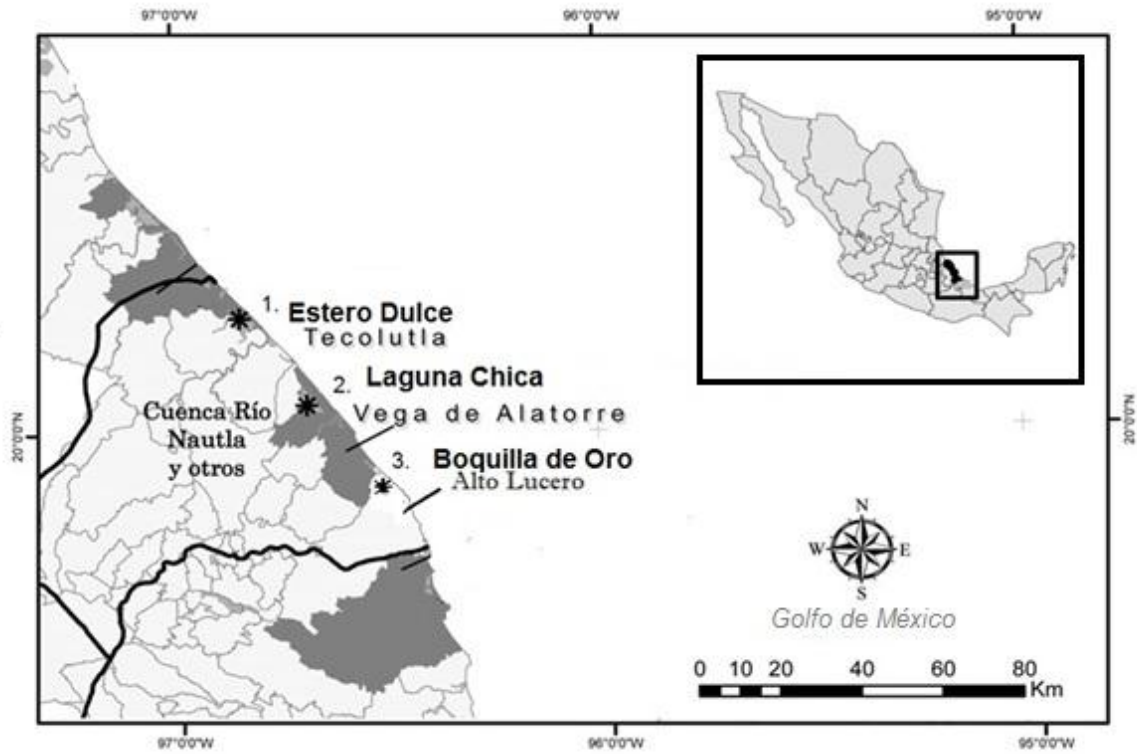 97°0'0"W
96°0'0"W
95°0'0"W
1. Estero Dulce
Tecolutla
2. Laguna Chica
Vega de Alatorre
Cuenca Río
Nautla
y otros
3. Boquilla de Oro
Alto Lucero
20°0'0"N
20°0'0"N
N
W E
S
Golfo de México
0 10 20 40 60 80
Km
97°0'0"W
96°0'0"W
95°0'0"W